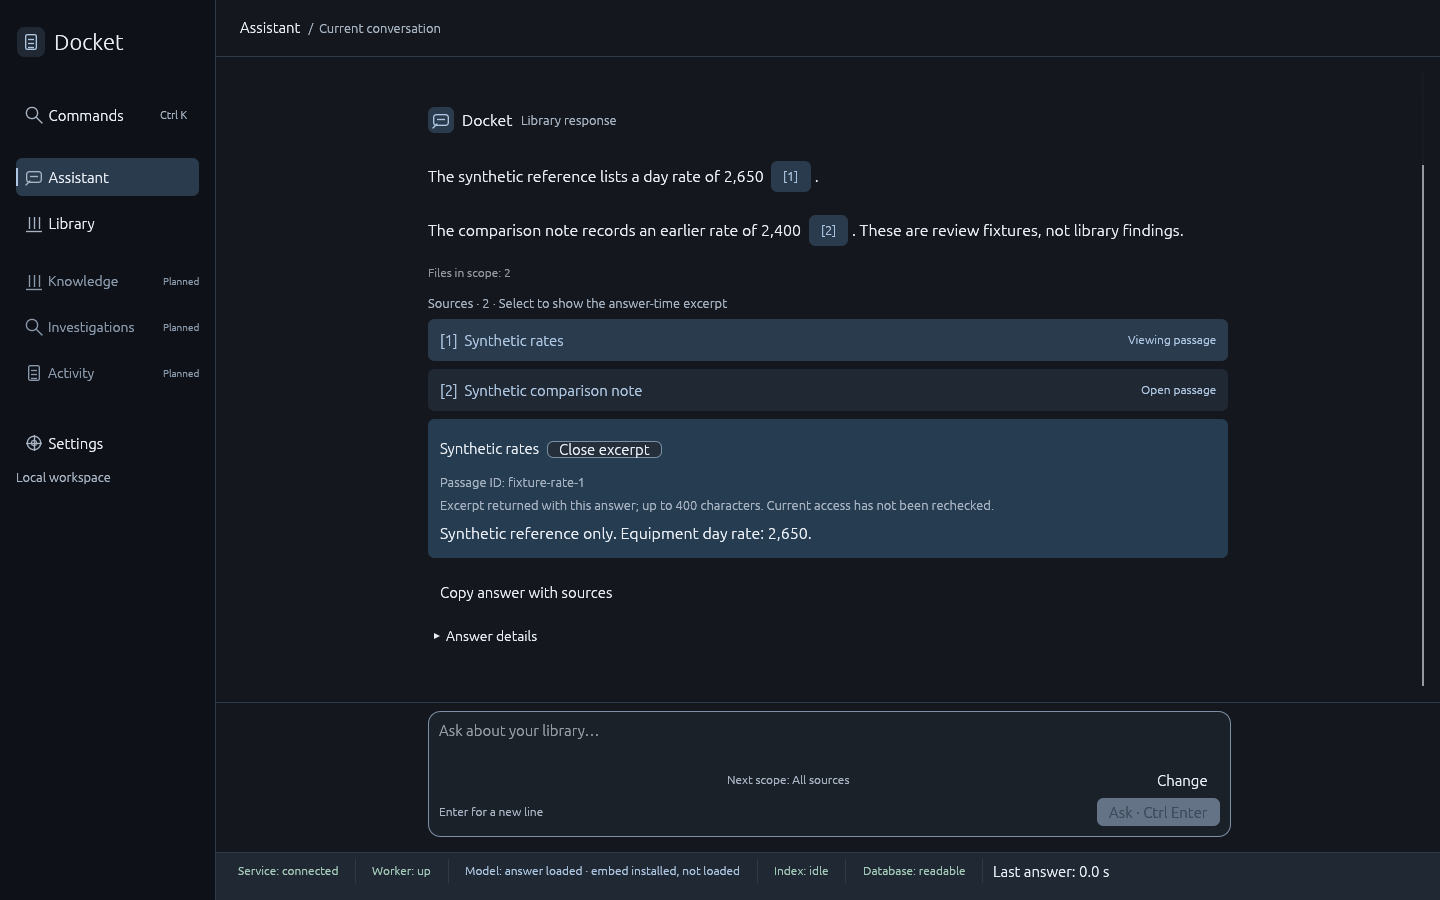 Docket
Commands Ctrl K
Assistant
Library
Knowledge Planned
Investigations Planned
Activity Planned
Settings
Local workspace
Assistant / Current conversation
Docket Library response
The synthetic reference lists a day rate of 2,650 [1] .
The comparison note records an earlier rate of 2,400 [2] . These are review fixtures, not library findings.
Files in scope: 2
Sources · 2 · Select to show the answer-time excerpt
[1] Synthetic rates Viewing passage
[2] Synthetic comparison note Open passage
Synthetic rates Close excerpt
Passage ID: fixture-rate-1
Excerpt returned with this answer; up to 400 characters. Current access has not been rechecked.
Synthetic reference only. Equipment day rate: 2,650.
Copy answer with sources
▸ Answer details
Ask about your library…
Next scope: All sources Change
Enter for a new line Ask · Ctrl Enter
Service: connected Worker: up Model: answer loaded · embed installed, not loaded Index: idle Database: readable Last answer: 0.0 s